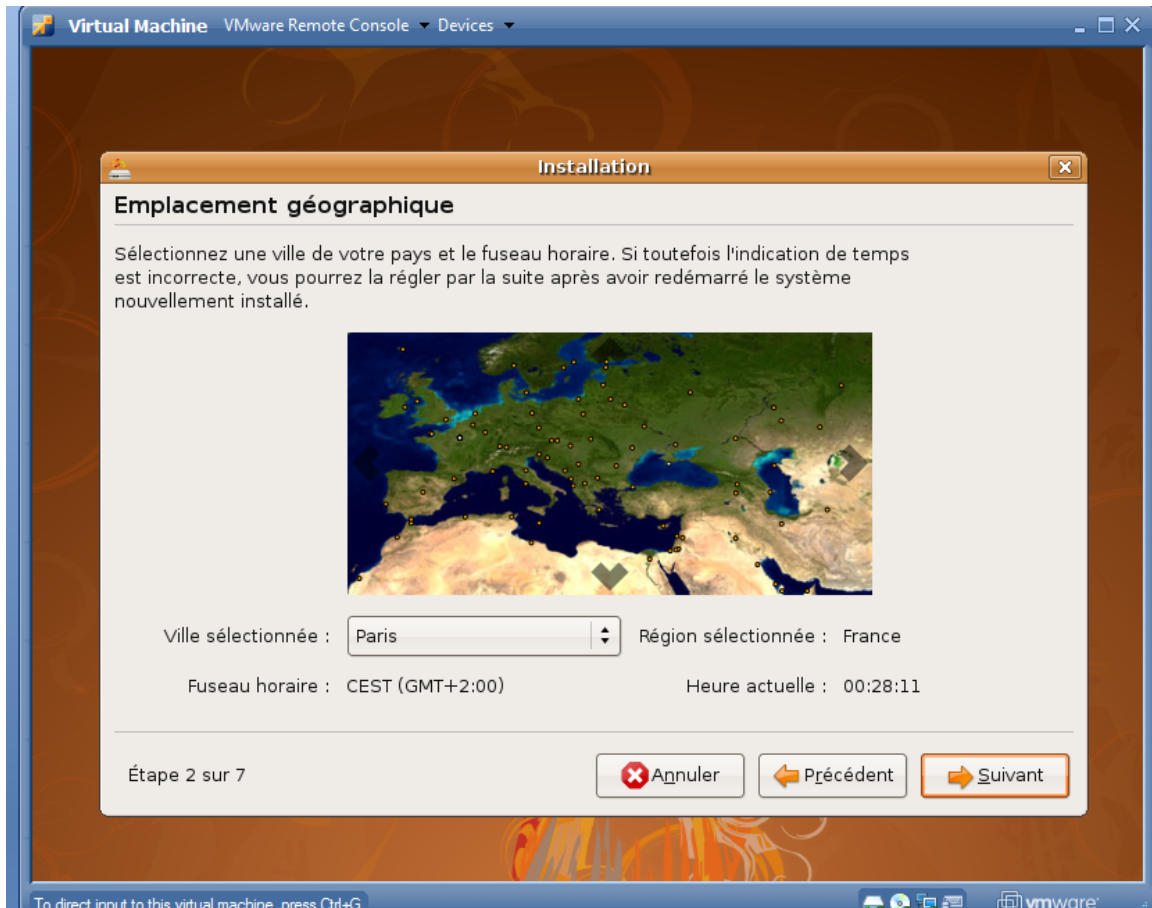 Virtual Machine VMware Remote Console Devices
Installation
Emplacement géographique
Sélectionnez une ville de votre pays et le fuseau horaire. Si toutefois l'indication de temps
est incorrecte, vous pourrez la régler par la suite après avoir redémarré le système
nouvellement installé.
Ville sélectionnée : Paris Région sélectionnée : France
Fuseau horaire : CEST (GMT+2:00) Heure actuelle : 00:28:11
Étape 2 sur 7 Annuler Précédent Suivant
To direct input to this virtual machine, press Ctrl+G. vmware